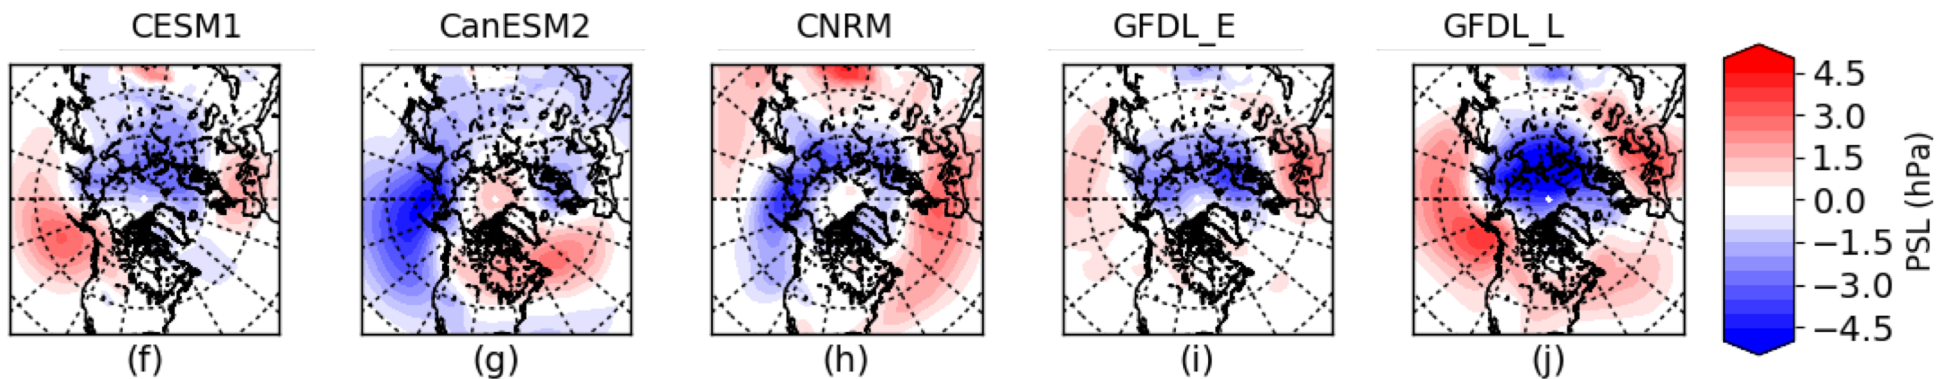 CESM1 CanESM2 CNRM GFDL_E GFDL_L
4.5
3.0
1.5
0.0
−1.5
−3.0
−4.5
PSL (hPa)
(f) (g) (h) (i) (j)